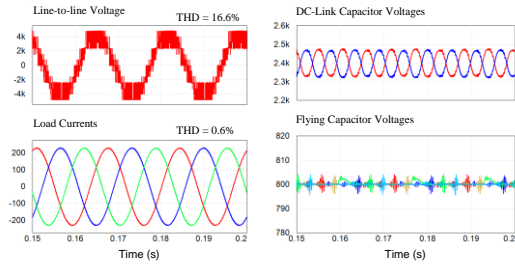 Line-to-line Voltage
THD = 16.6%
4k
2k
0
-2k
-4k
DC-Link Capacitor Voltages
2.6k
2.5k
2.4k
2.3k
2.2k
Load Currents
THD = 0.6%
200
100
0
-100
-200
0.15 0.16 0.17 0.18 0.19 0.2
Time (s)
Flying Capacitor Voltages
820
810
800
790
780
0.15 0.16 0.17 0.18 0.19 0.2
Time (s)